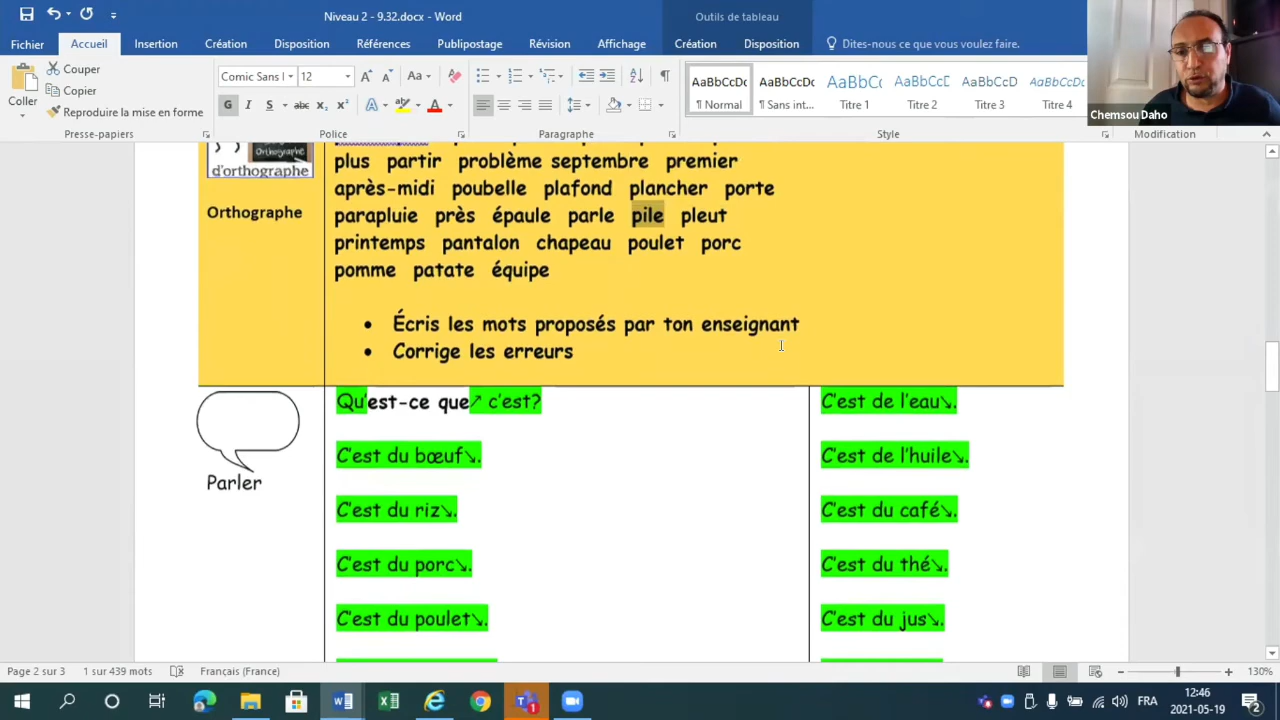 Niveau 2 - 9.32.docx - Word
Outils de tableau
Fichier Accueil Insertion Création Disposition Références Publipostage Révision Affichage Création Disposition Dites-nous ce que vous voulez faire.
Coller
Couper
Copier
Reproduire la mise en forme
Comic Sans 12
G I S abc x₂ x²
AaBbCcDc AaBbCcDc AaBbCc AaBbCcD AaBbCcD AaBbCcD
¶ Normal ¶ Sans int... Titre 1 Titre 2 Titre 3 Titre 4
Presse-papiers Police Paragraphe Style Modification
Chemsou Daho
Orthographe
d'orthographe
Orthographe
plus partir problème septembre premier
après-midi poubelle plafond plancher porte
parapluie près épaule parle pile pleut
printemps pantalon chapeau poulet porc
pomme patate équipe
• Écris les mots proposés par ton enseignant
• Corrige les erreurs
Parler
Qu'est-ce que↗ c'est?
C'est du bœuf↘.
C'est du riz↘.
C'est du porc↘.
C'est du poulet↘.
C'est de l'eau↘.
C'est de l'huile↘.
C'est du café↘.
C'est du thé↘.
C'est du jus↘.
Page 2 sur 3 1 sur 439 mots Français (France) 130%
FRA
12:46
2021-05-19